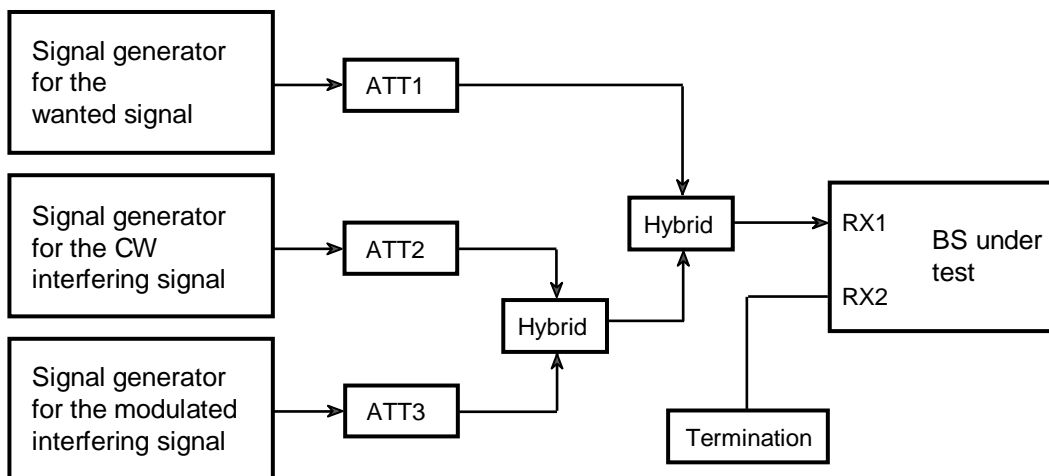 Signal generator
for the
wanted signal
ATT1
Signal generator
for the CW
interfering signal
ATT2
Hybrid
Hybrid
RX1
BS under
test
RX2
Signal generator
for the modulated
interfering signal
ATT3
Termination